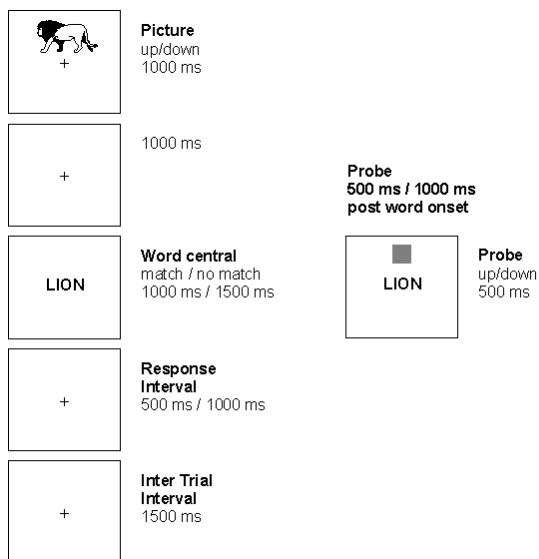 Picture
up/down
1000 ms
1000 ms
Probe
500 ms / 1000 ms
post word onset
LION
Word central
match / no match
1000 ms / 1500 ms
LION
Probe
up/down
500 ms
Response
Interval
500 ms / 1000 ms
Inter Trial
Interval
1500 ms